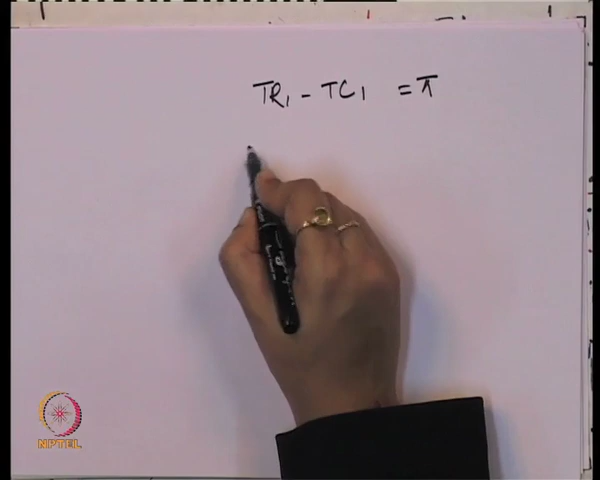 TR₁ - TC₁ = π
NPTEL